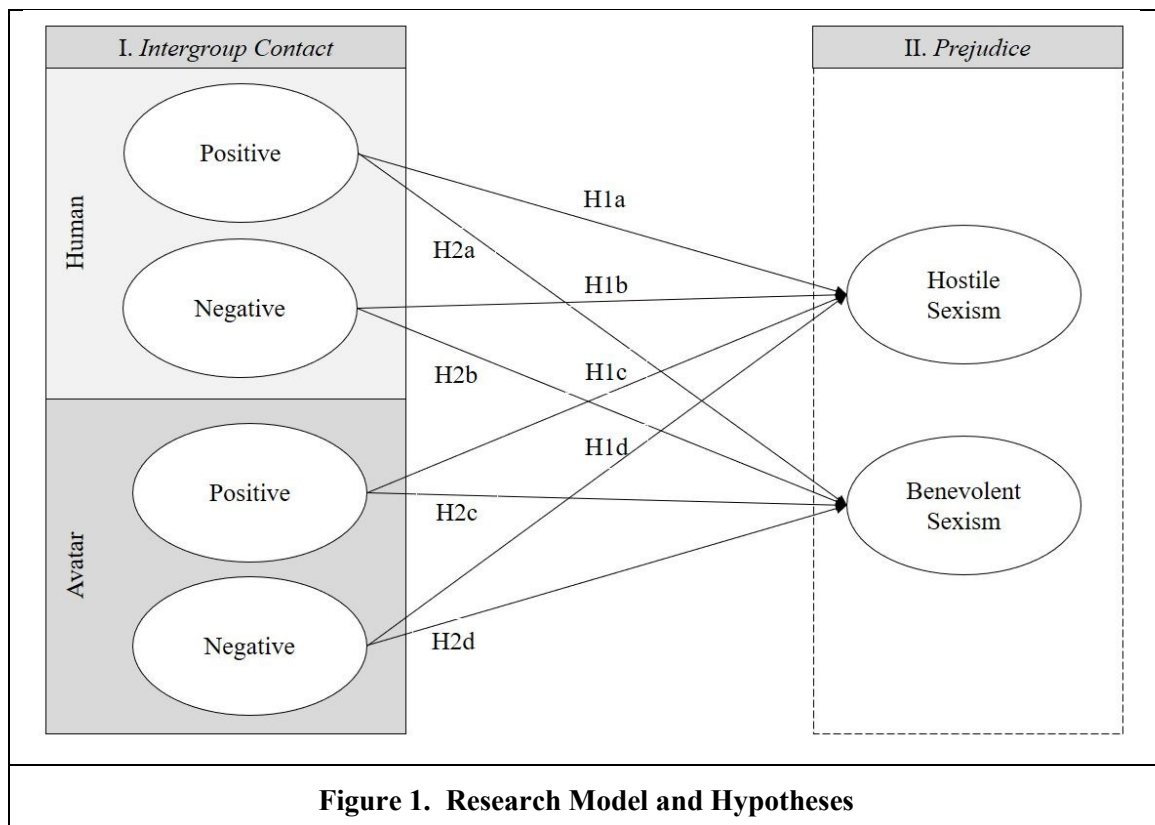 I. Intergroup Contact
II. Prejudice
Human
Positive
Negative
Avatar
Positive
Negative
H1a
H2a
H1b
H2b
H1c
H1d
H2c
H2d
Hostile
Sexism
Benevolent
Sexism
Figure 1. Research Model and Hypotheses